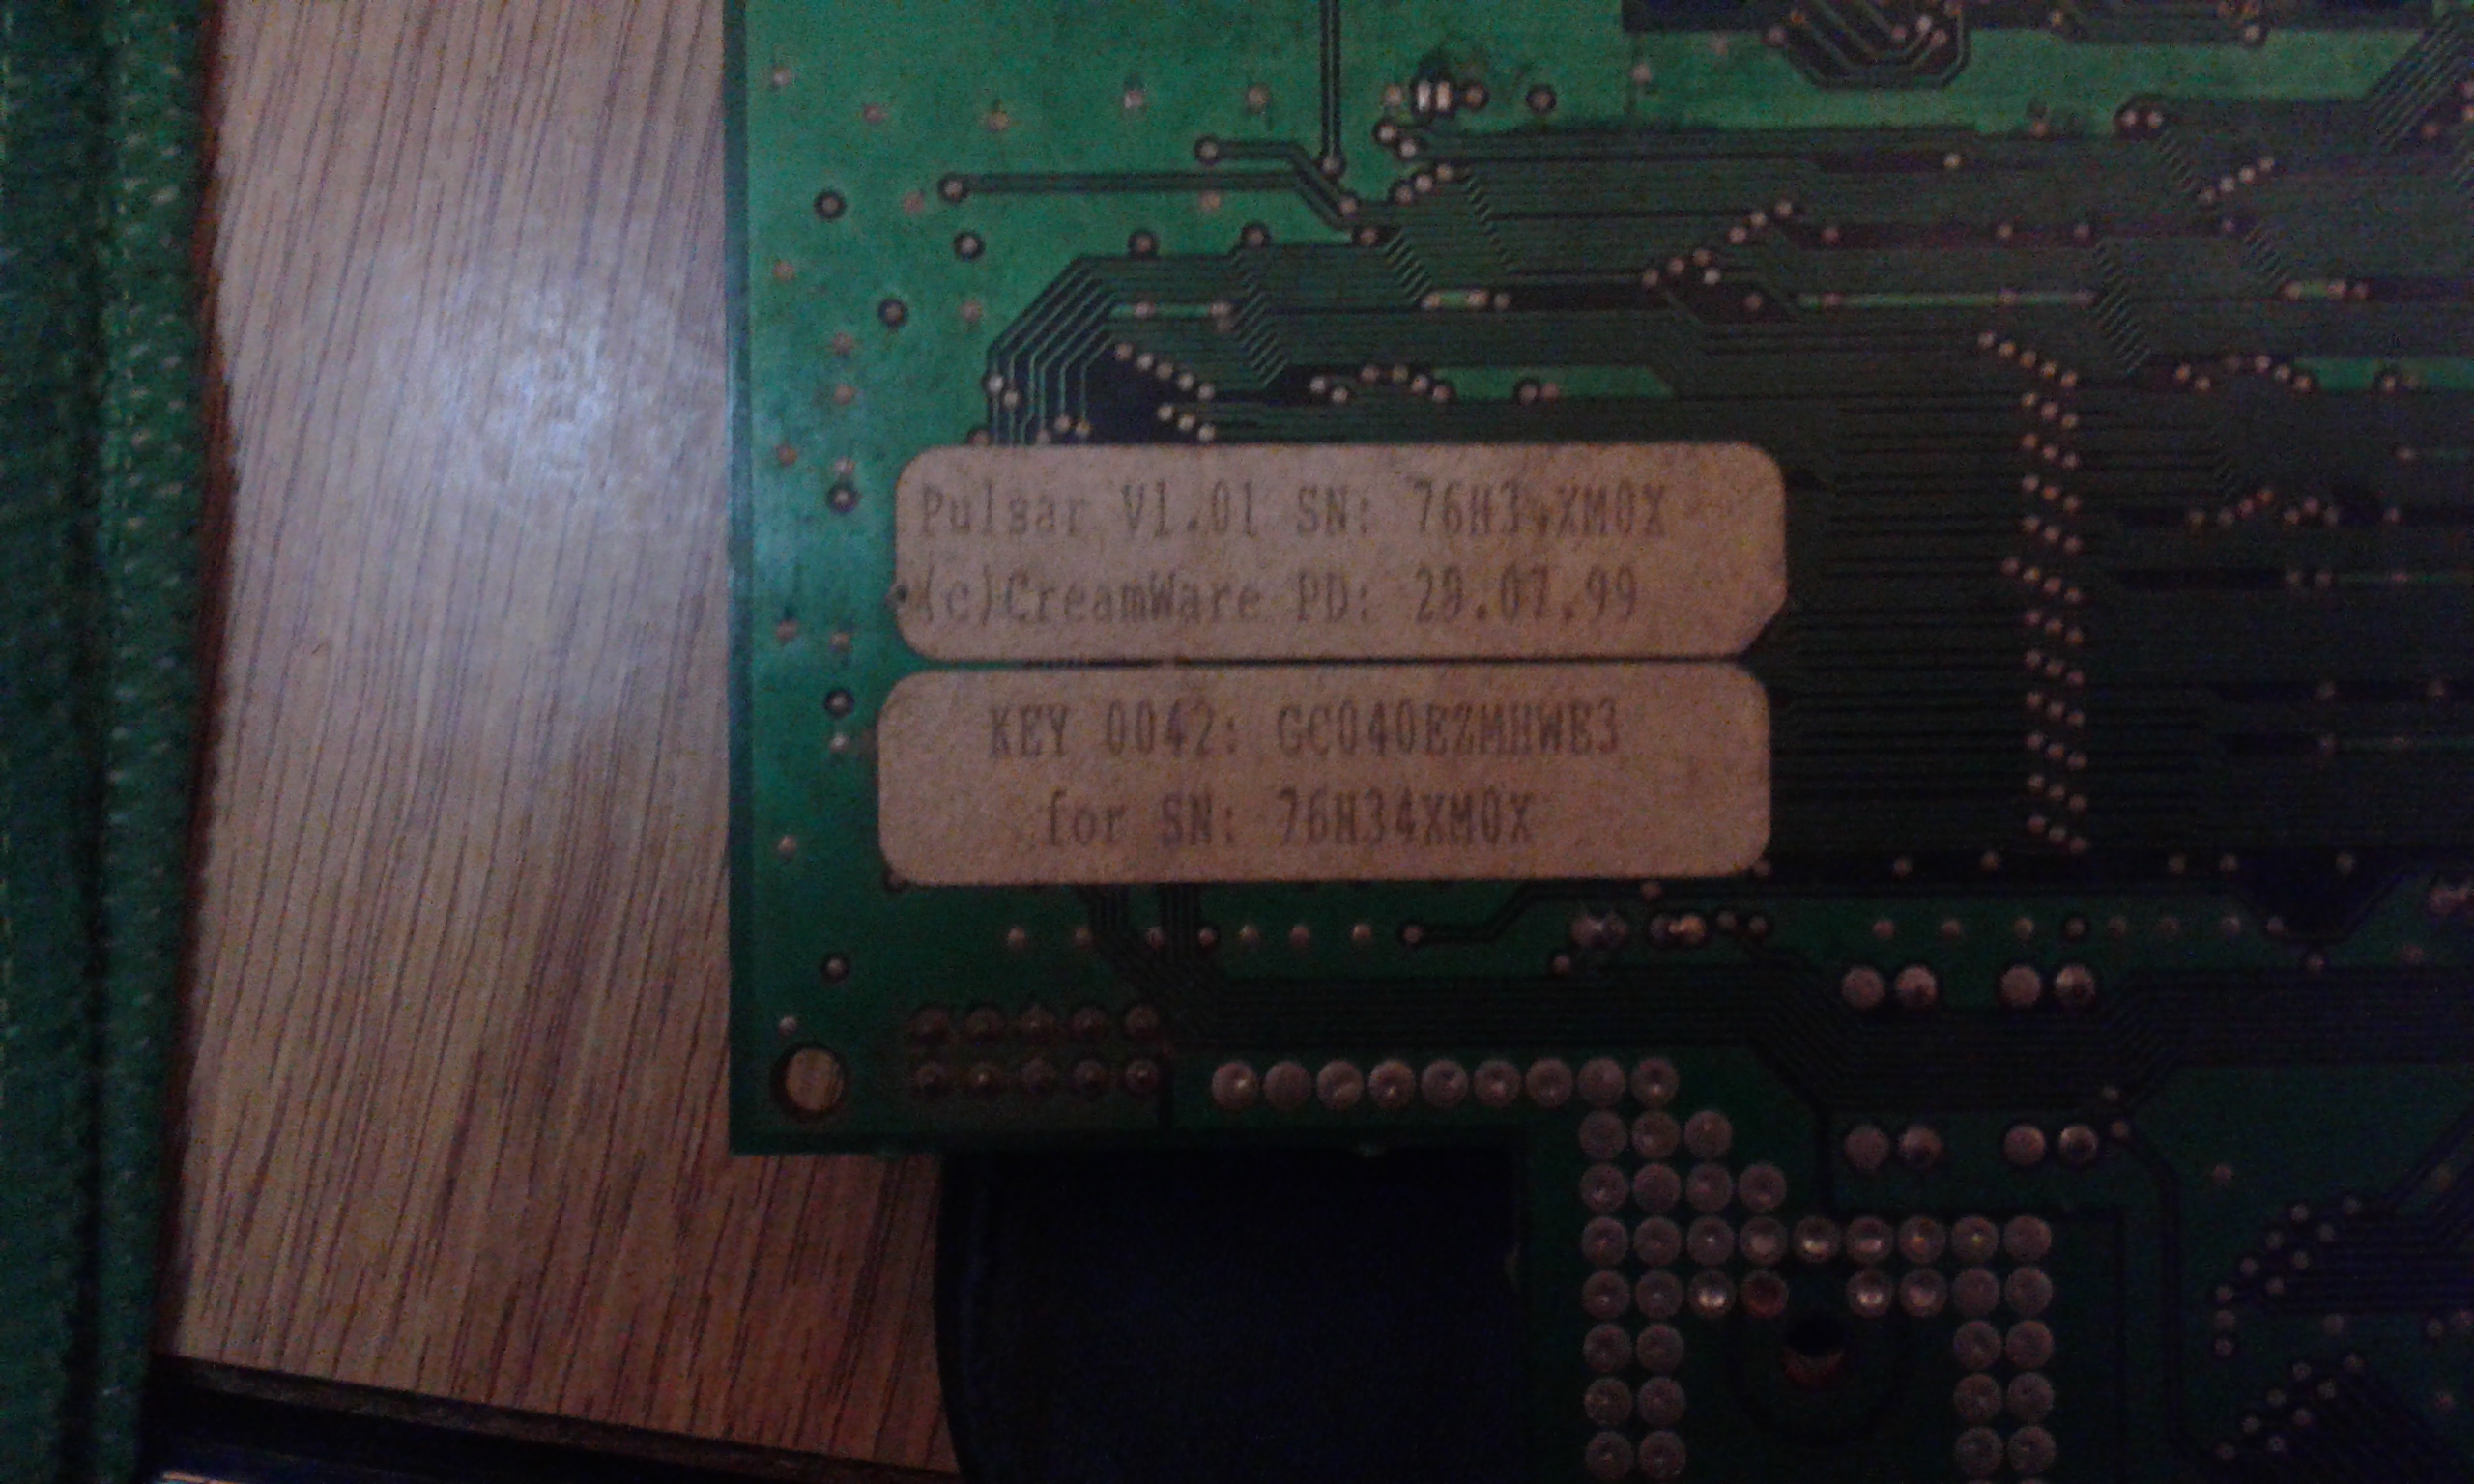 Pulsar V1.01 SN: 76H34XM0X
(c)CreamWare PD: 29.07.99
KEY 0042: GC040EZMHWE3
for SN: 76H34XM0X